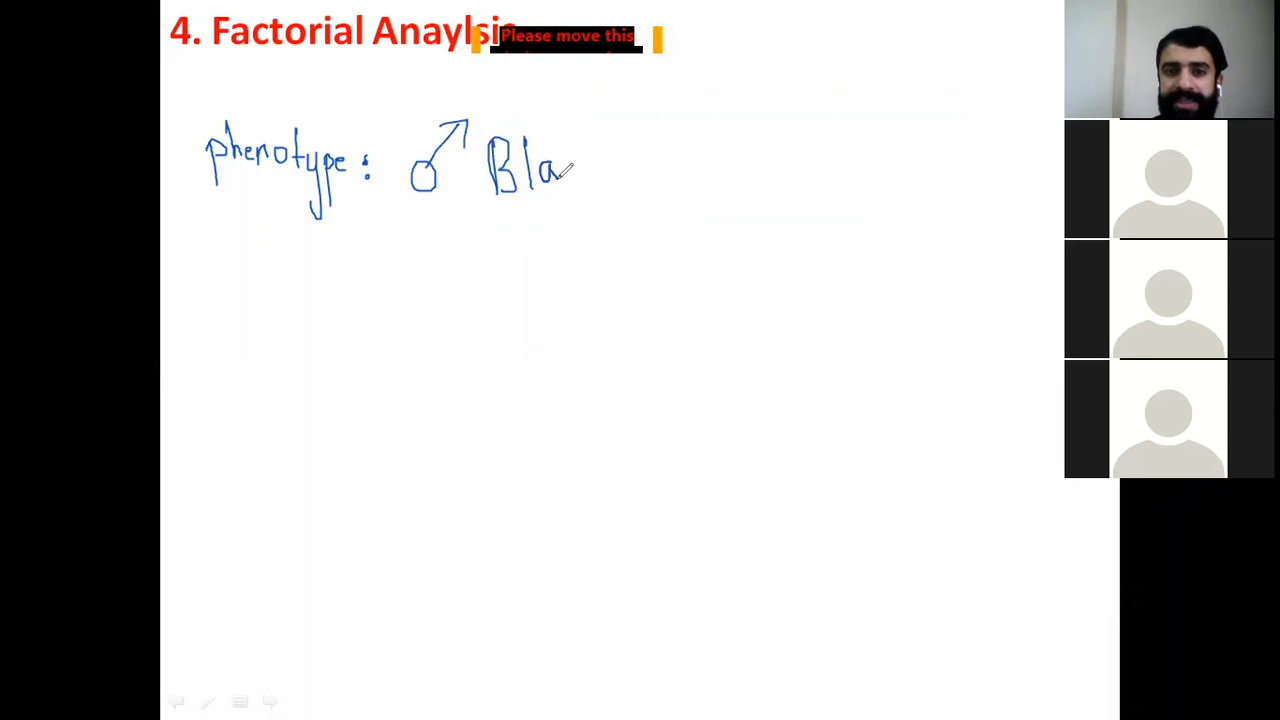 4. Factorial Anaylsis
Please move this
phenotype: ♂ Bla